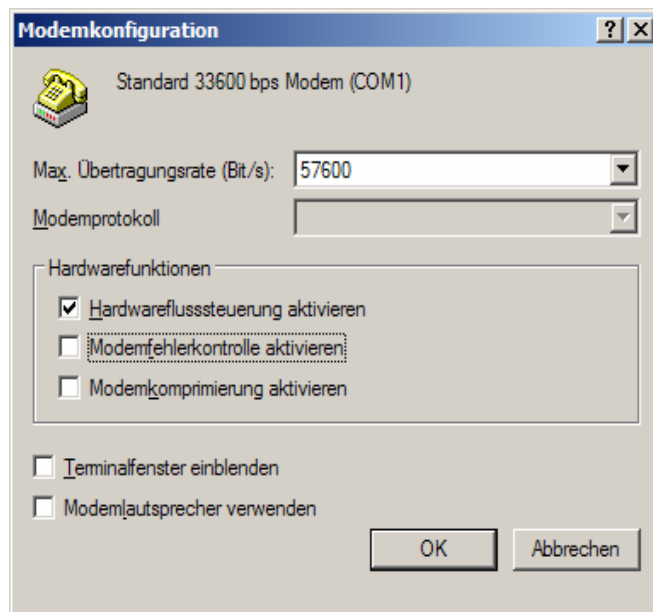 Modemkonfiguration
Standard 33600 bps Modem (COM1)
Max. Übertragungsrate (Bit/s): 57600
Modemprotokoll
Hardwarefunktionen
Hardwareflusssteuerung aktivieren
Modemfehlerkontrolle aktivieren
Modemkomprimierung aktivieren
Terminalfenster einblenden
Modemlautsprecher verwenden
OK Abbrechen